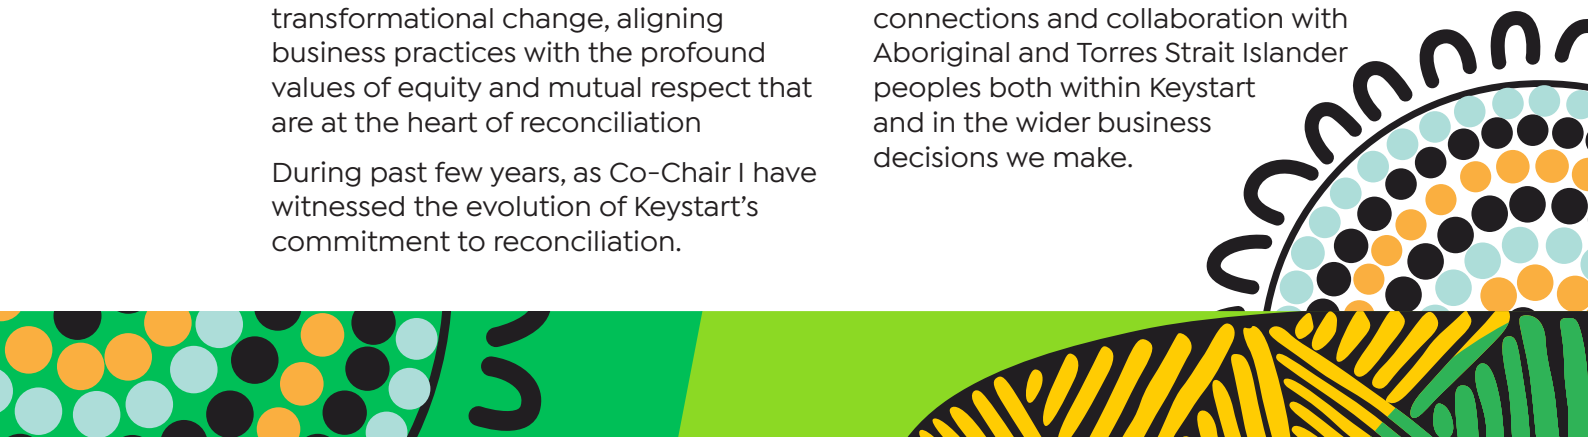 transformational change, aligning
business practices with the profound
values of equity and mutual respect that
are at the heart of reconciliation
During past few years, as Co-Chair I have
witnessed the evolution of Keystart’s
commitment to reconciliation.
connections and collaboration with
Aboriginal and Torres Strait Islander
peoples both within Keystart
and in the wider business
decisions we make.